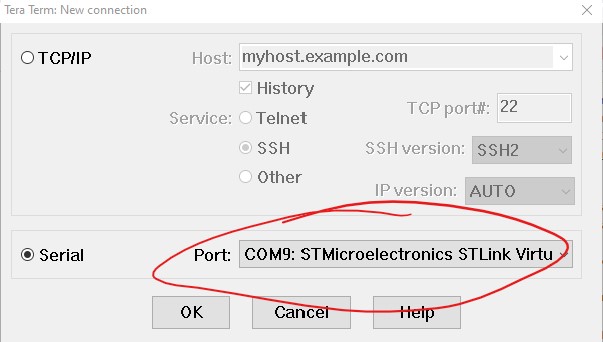 Tera Term: New connection
TCP/IP Host: myhost.example.com
History
Service: Telnet TCP port#: 22
SSH SSH version: SSH2
Other IP version: AUTO
Serial Port: COM9: STMicroelectronics STLink Virtu
OK Cancel Help